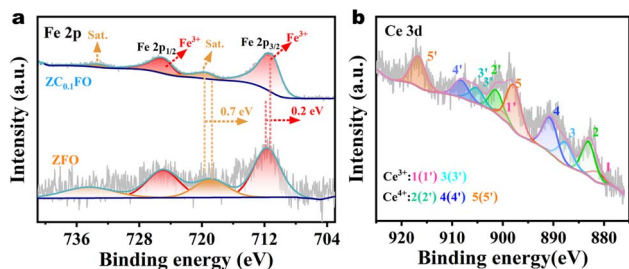 a
Fe 2p
Sat.
Fe 2p1/2
Fe3+
Sat.
Fe 2p3/2
Fe3+
ZC0.1FO
0.7 eV
0.2 eV
ZFO
Intensity (a.u.)
736 728 720 712 704
Binding energy (eV)
b
Ce 3d
5'
4'
3'
3'
2'
1'
5
4
3
2
1
Ce3+:1(1') 3(3')
Ce4+:2(2') 4(4') 5(5')
Intensity (a.u.)
920 910 900 890 880
Binding energy(eV)